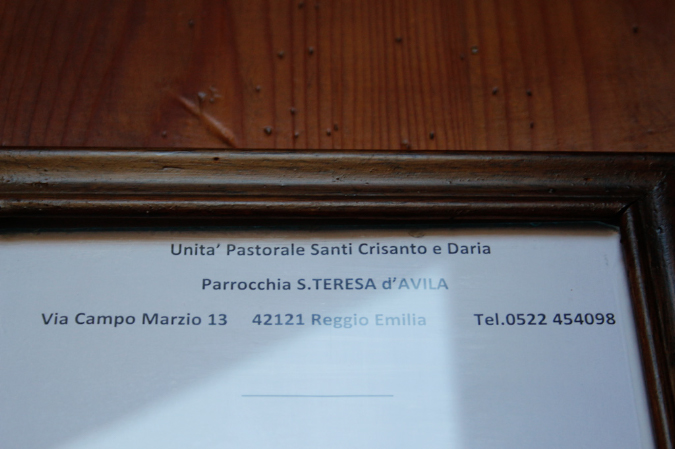 Unita’ Pastorale Santi Crisanto e Daria
Parrocchia S.TERESA d’AVILA
Via Campo Marzio 13 42121 Reggio Emilia Tel.0522 454098